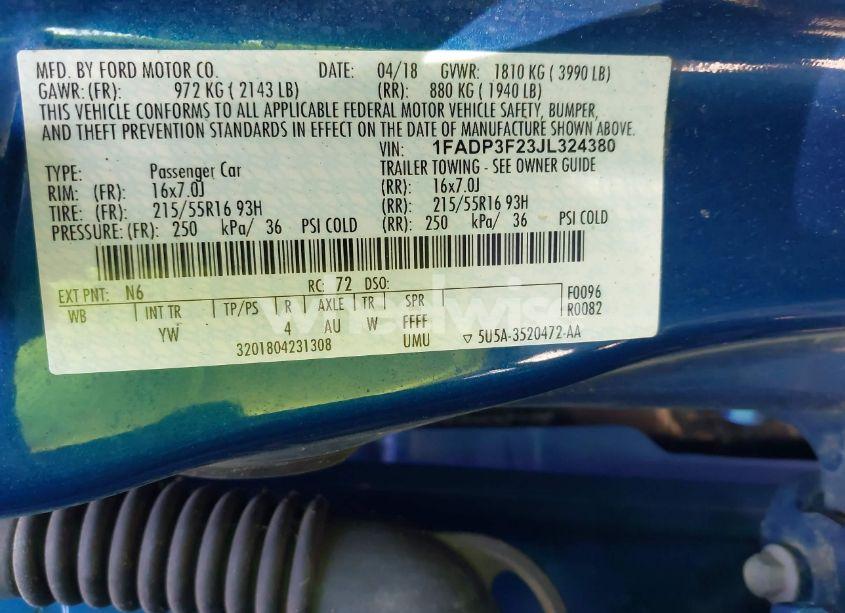 MFD. BY FORD MOTOR CO. DATE: 04/18 GVWR: 1810 KG ( 3990 LB)
GAWR:(FR): 972 KG ( 2143 LB) (RR): 880 KG ( 1940 LB)
THIS VEHICLE CONFORMS TO ALL APPLICABLE FEDERAL MOTOR VEHICLE SAFETY, BUMPER,
AND THEFT PREVENTION STANDARDS IN EFFECT ON THE DATE OF MANUFACTURE SHOWN ABOVE.
VIN: 1FADP3F23JL324380
TYPE: Passenger Car TRAILER TOWING - SEE OWNER GUIDE
RIM: (FR): 16x7.0J (RR): 16x7.0J
TIRE: (FR): 215/55R16 93H (RR): 215/55R16 93H
PRESSURE: (FR): 250 kPa/ 36 PSI COLD (RR): 250 kPa/ 36 PSI COLD
EXT PNT: N6 RC: 72 DSO: F0096
WB INT TR TP/PS R AXLE TR SPR R0082
YW 4 AU W FFFF
3201804231308 UMU ▽ 5U5A-3520472-AA
wheelwise